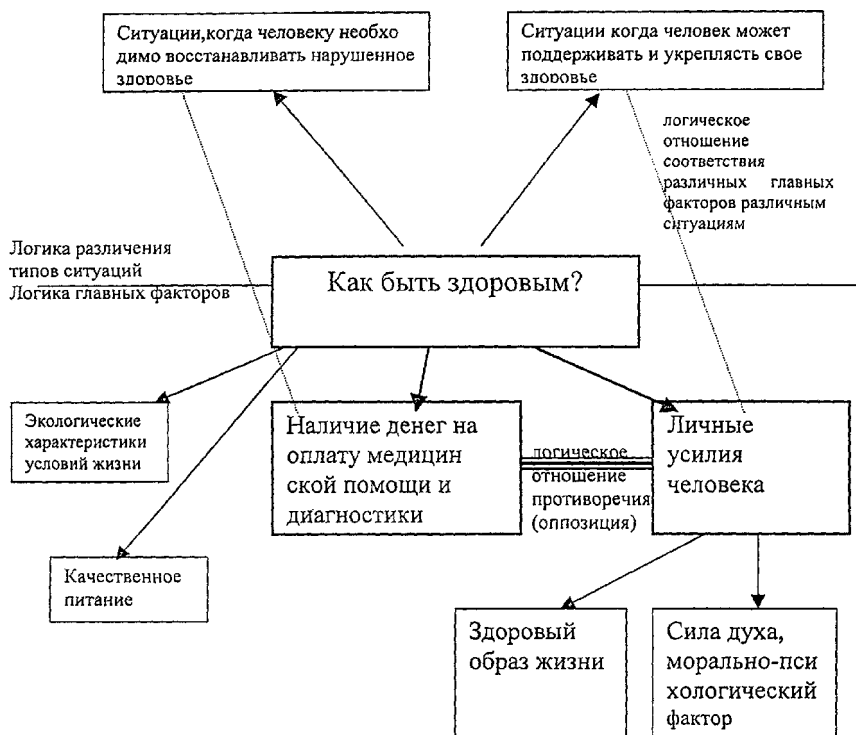 Ситуации,когда человеку необхо
димо восстанавливать нарушенное
здоровье
Ситуации когда человек может
поддерживать и укреплясть свое
здоровье
логическое
отношение
соответствия
различных главных
факторов различным
ситуациям
Логика различения
типов ситуаций
Логика главных факторов
Как быть здоровым?
Экологические
характеристики
условий жизни
Наличие денег на
оплату медицин
ской помощи и
диагностики
логическое
отношение
противоречия
(оппозиция)
Личные
усилия
человека
Качественное
питание
Здоровый
образ жизни
Сила духа,
морально-пси
хологический
фактор